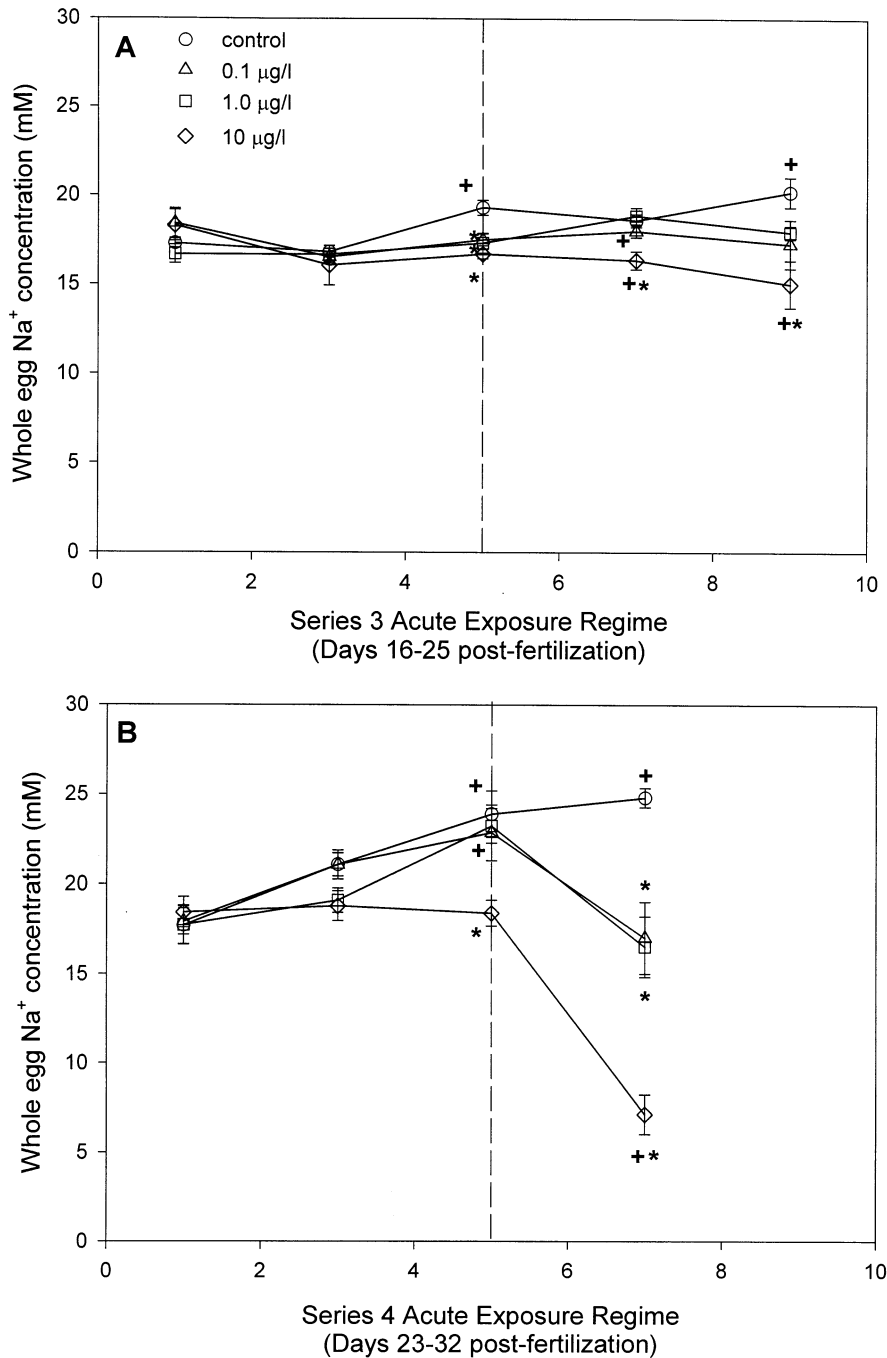 30
A
control
0.1 μg/l
1.0 μg/l
10 μg/l
25
20
15
10
5
0
Whole egg Na+ concentration (mM)
+
+
*
*
*
+
+*
+*
0 2 4 6 8 10
Series 3 Acute Exposure Regime
(Days 16-25 post-fertilization)
30
B
25
20
15
10
5
0
Whole egg Na+ concentration (mM)
+
+
+
*
*
*
+*
0 2 4 6 8 10
Series 4 Acute Exposure Regime
(Days 23-32 post-fertilization)